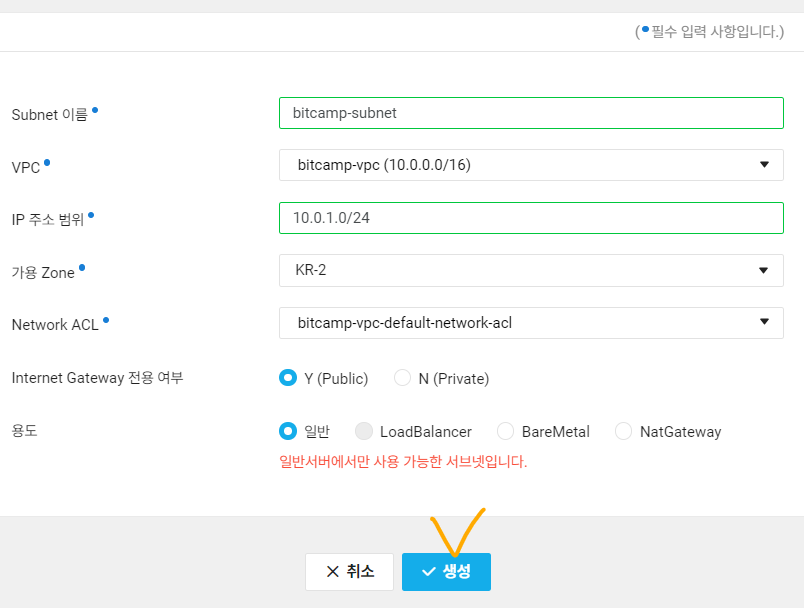 (•필수 입력 사항입니다.)
Subnet 이름• bitcamp-subnet
VPC• bitcamp-vpc (10.0.0.0/16)
IP 주소 범위• 10.0.1.0/24
가용 Zone• KR-2
Network ACL• bitcamp-vpc-default-network-acl
Internet Gateway 전용 여부 Y (Public) N (Private)
용도 일반 LoadBalancer BareMetal NatGateway
일반서버에서만 사용 가능한 서브넷입니다.
취소 생성